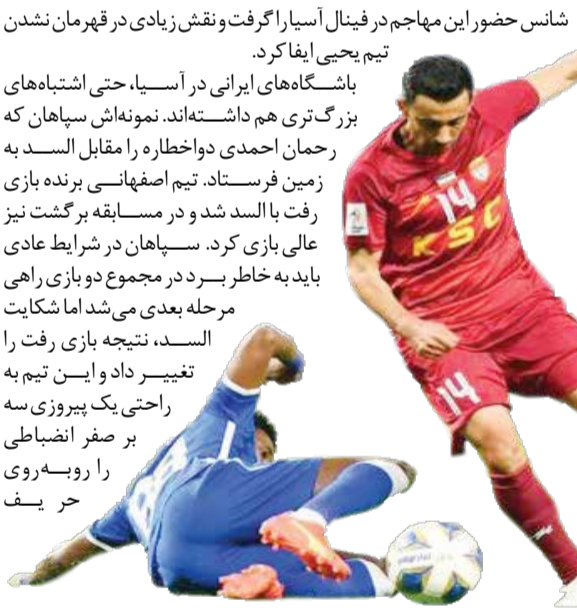 شانس حضور این مهاجم در فینال آسیا را گرفت و نقش زیادی در قهرمان نشدن
تیم یحیی ایفا کرد.
باشگاه‌های ایرانی در آسیا، حتی اشتباه‌های
بزرگ‌تری هم داشته‌اند. نمونه‌اش سپاهان که
رحمان احمدی دواخطاره را مقابل السد به
زمین فرستاد. تیم اصفهانی برنده بازی
رفت با السد شد و در مسابقه برگشت نیز
عالی بازی کرد. سپاهان در شرایط عادی
باید به خاطر برد در مجموع دو بازی راهی
مرحله بعدی می‌شد اما شکایت
السد، نتیجه بازی رفت را
تغییر داد و این تیم به
راحتی یک پیروزی سه
بر صفر انضباطی
را روبه‌روی
حریف
14
KSC
14